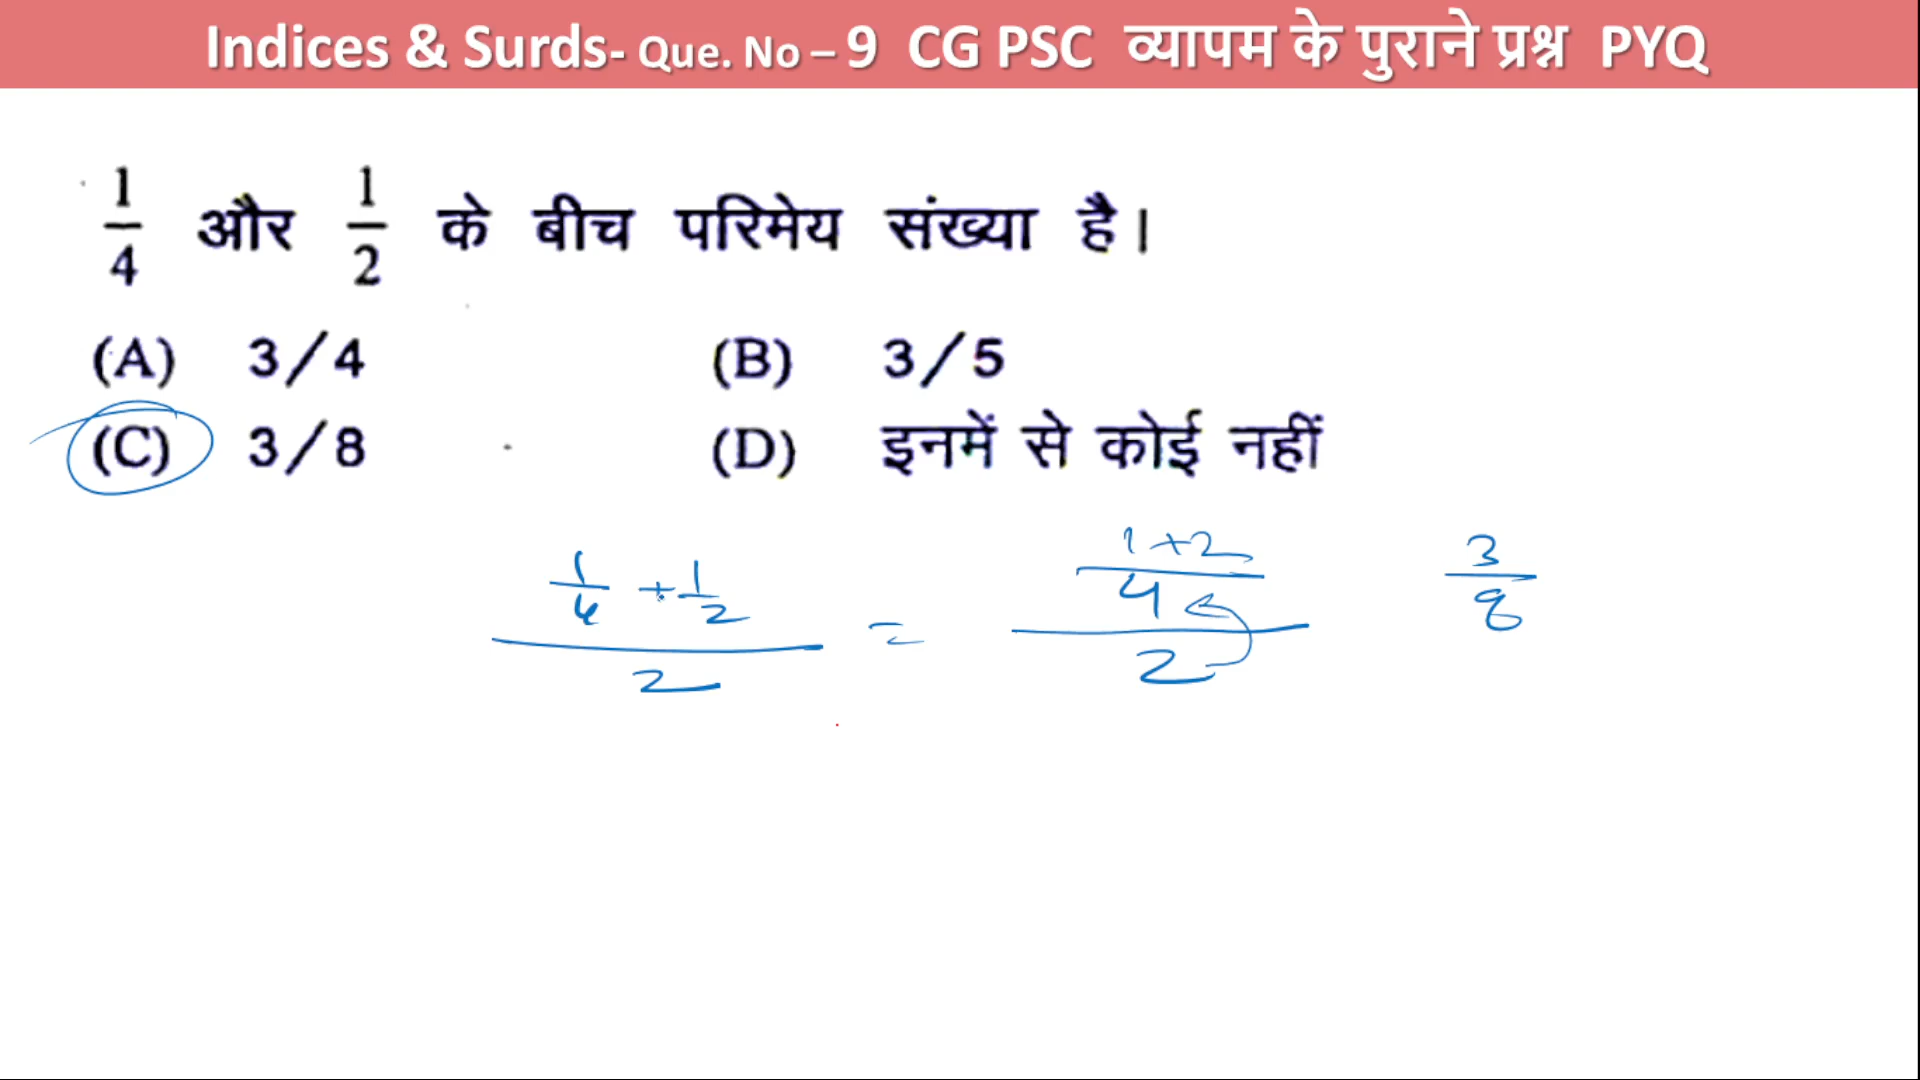 Indices & Surds- Que. No – 9 CG PSC व्यापम के पुराने प्रश्न PYQ
1/4 और 1/2 के बीच परिमेय संख्या है।
(A) 3/4 (B) 3/5
(C) 3/8 (D) इनमें से कोई नहीं
1/4 + 1/2 / 2 = 1+2 / 4 / 2 3/8